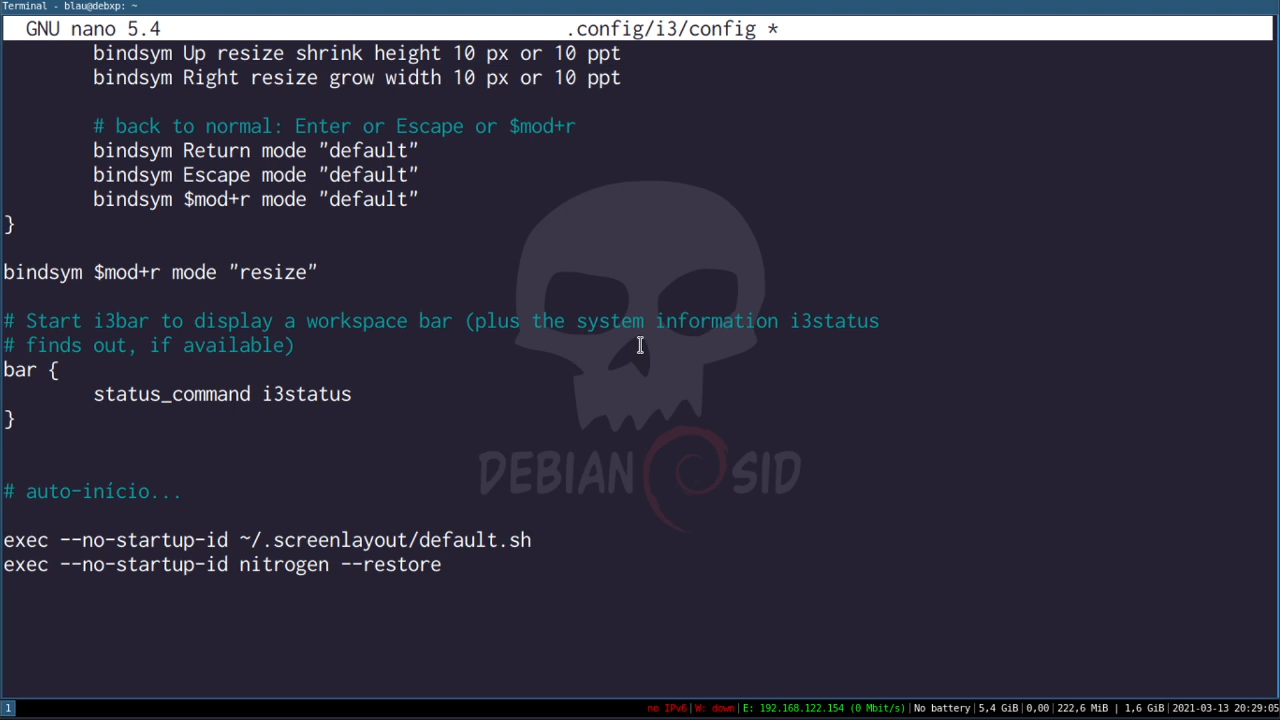 Terminal - blau@debxp: ~
GNU nano 5.4 .config/i3/config *
bindsym Up resize shrink height 10 px or 10 ppt
bindsym Right resize grow width 10 px or 10 ppt
# back to normal: Enter or Escape or $mod+r
bindsym Return mode "default"
bindsym Escape mode "default"
bindsym $mod+r mode "default"
}
bindsym $mod+r mode "resize"
# Start i3bar to display a workspace bar (plus the system information i3status
# finds out, if available)
bar {
status_command i3status
}
DEBIAN SID
# auto-início...
exec --no-startup-id ~/.screenlayout/default.sh
exec --no-startup-id nitrogen --restore
1 no IPv6|W: down|E: 192.168.122.154 (0 Mbit/s)|No battery|5,4 GiB|0,00|222,6 MiB | 1,6 GiB|2021-03-13 20:29:05